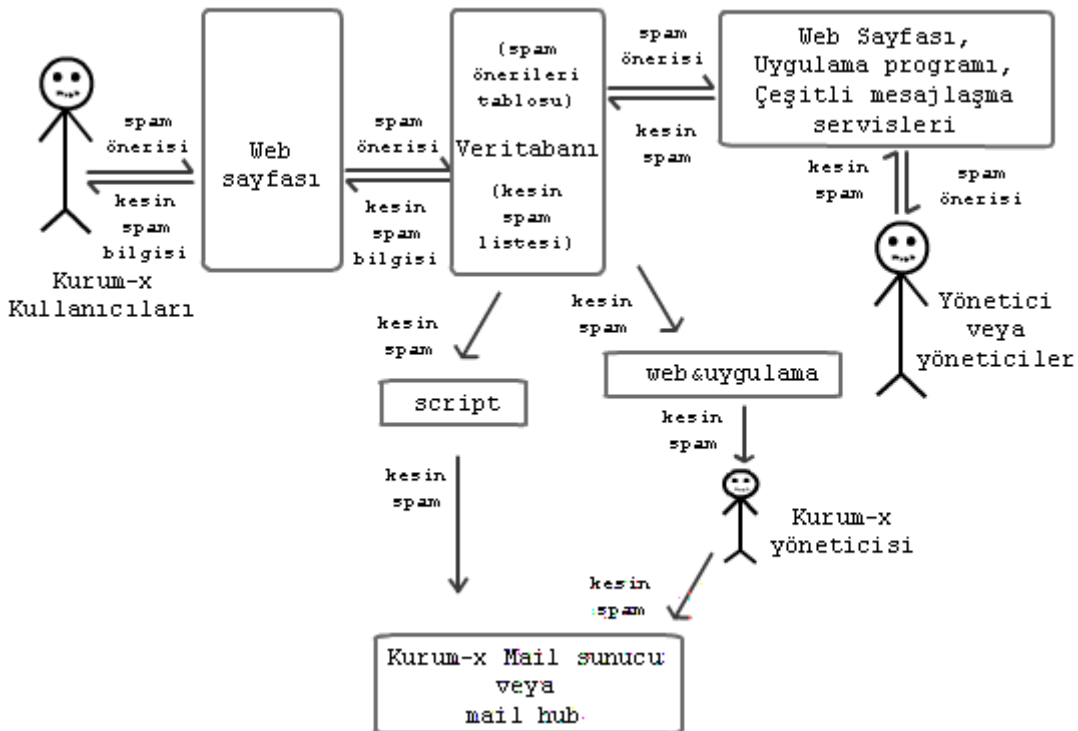 spam
önerisi
kesin
spam
bilgisi
Kurum-x
Kullanıcıları
Web
sayfası
spam
önerisi
kesin
spam
bilgisi
(spam
önerileri
tablosu)
Veritabanı
(kesin
spam
listesi)
spam
önerisi
kesin
spam
Web Sayfası,
Uygulama programı,
Çeşitli mesajlaşma
servisleri
kesin
spam
spam
önerisi
Yönetici
veya
yöneticiler
kesin
spam
script
kesin
spam
kesin
spam
web&uygulama
kesin
spam
Kurum-x
yöneticisi
kesin
spam
Kurum-x Mail sunucu
veya
mail hub